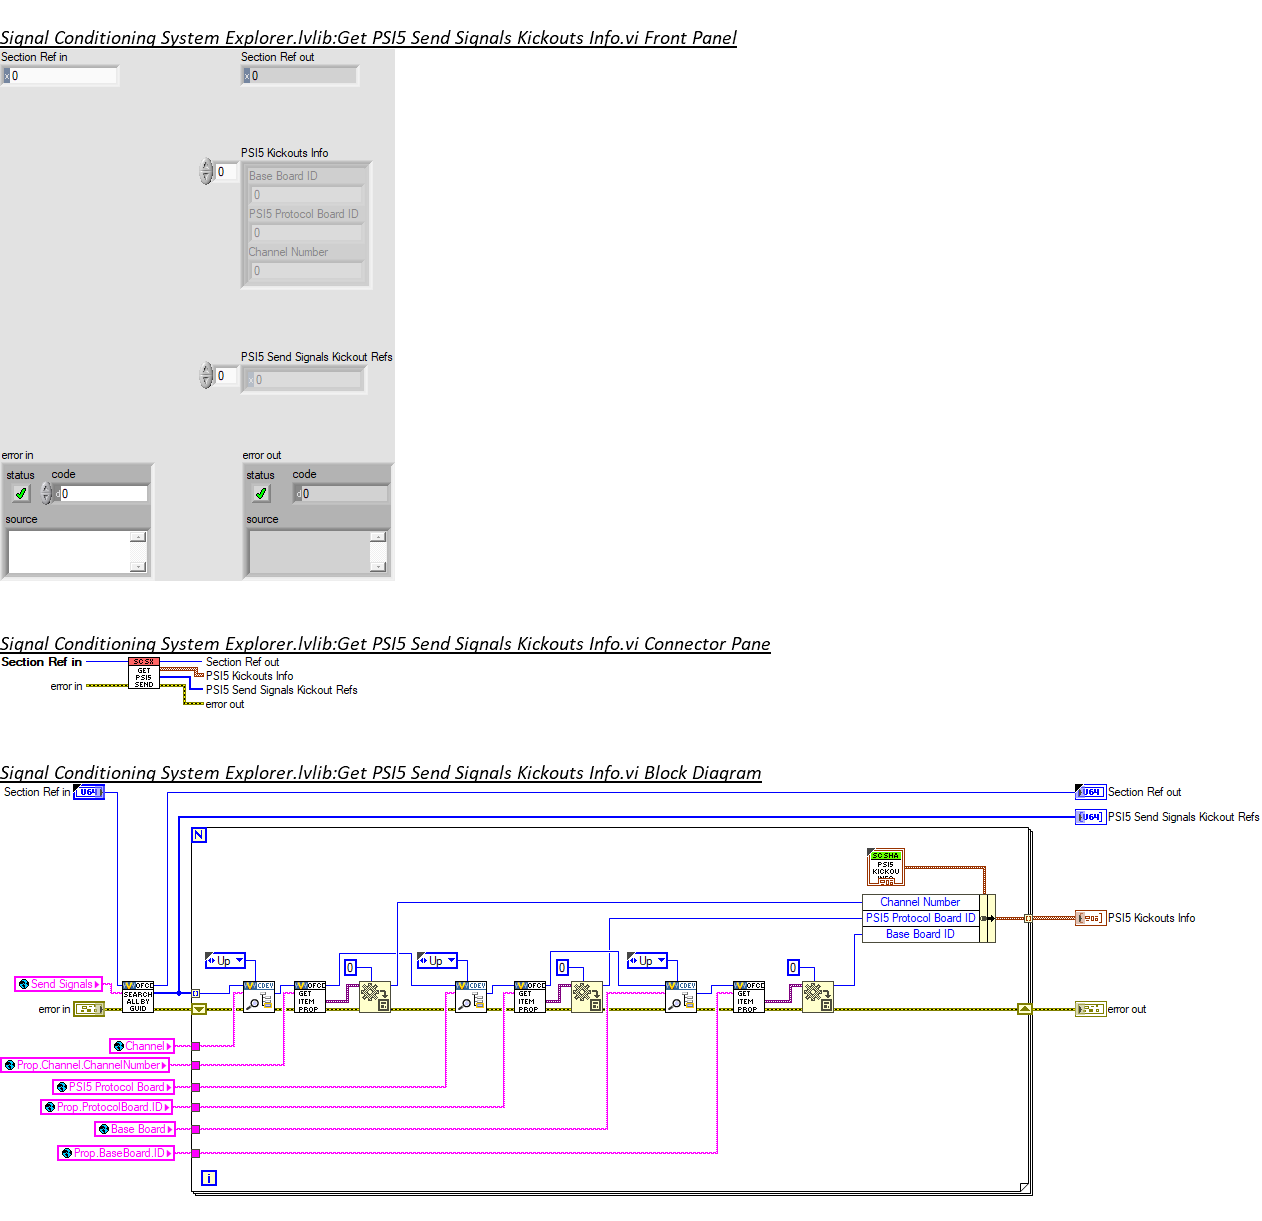 Signal Conditioning System Explorer.lvlib:Get PSI5 Send Signals Kickouts Info.vi Front Panel
Section Ref in
Section Ref out
x 0
x 0
PSI5 Kickouts Info
0
Base Board ID
0
PSI5 Protocol Board ID
0
Channel Number
0
PSI5 Send Signals Kickout Refs
0
x 0
error in
error out
status code
status code
d 0
d 0
source
source
Signal Conditioning System Explorer.lvlib:Get PSI5 Send Signals Kickouts Info.vi Connector Pane
Section Ref in
SCSX
GET
PSI5
SEND
Section Ref out
PSI5 Kickouts Info
error in
PSI5 Send Signals Kickout Refs
error out
Signal Conditioning System Explorer.lvlib:Get PSI5 Send Signals Kickouts Info.vi Block Diagram
Section Ref in
U64
U64
Section Ref out
U64
PSI5 Send Signals Kickout Refs
N
SCSHA
PSI5
KICKOU
INFO
Channel Number
PSI5 Protocol Board ID
Base Board ID
PSI5 Kickouts Info
Up
0
Up
0
Up
0
Send Signals
OFCD
SEARCH
ALL BY
GUID
CDEV
OFCD
GET
ITEM
PROP
CDEV
OFCD
GET
ITEM
PROP
CDEV
OFCD
GET
ITEM
PROP
error in
error out
Channel
Prop.Channel.ChannelNumber
PSI5 Protocol Board
Prop.ProtocolBoard.ID
Base Board
Prop.BaseBoard.ID
i